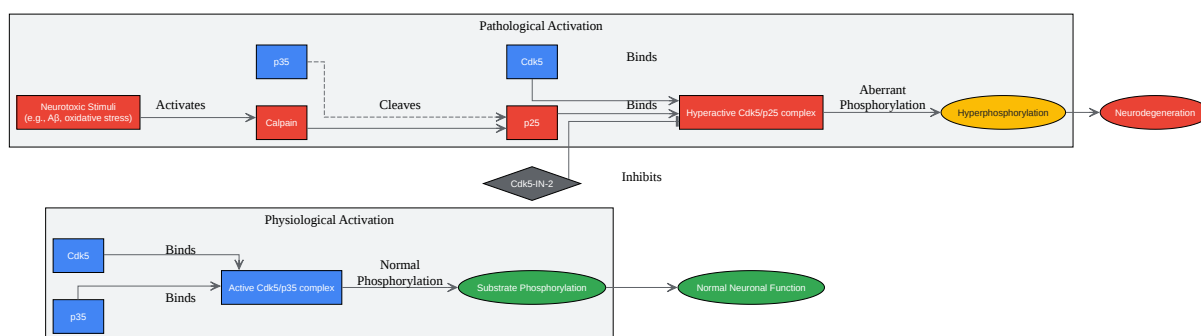 Pathological Activation
p35
Cdk5
Binds
Neurotoxic Stimuli
(e.g., Aβ, oxidative stress)
Activates
Calpain
Cleaves
p25
Binds
Hyperactive Cdk5/p25 complex
Aberrant
Phosphorylation
Hyperphosphorylation
Neurodegeneration
Cdk5-IN-2
Inhibits
Physiological Activation
Cdk5
Binds
p35
Binds
Active Cdk5/p35 complex
Normal
Phosphorylation
Substrate Phosphorylation
Normal Neuronal Function